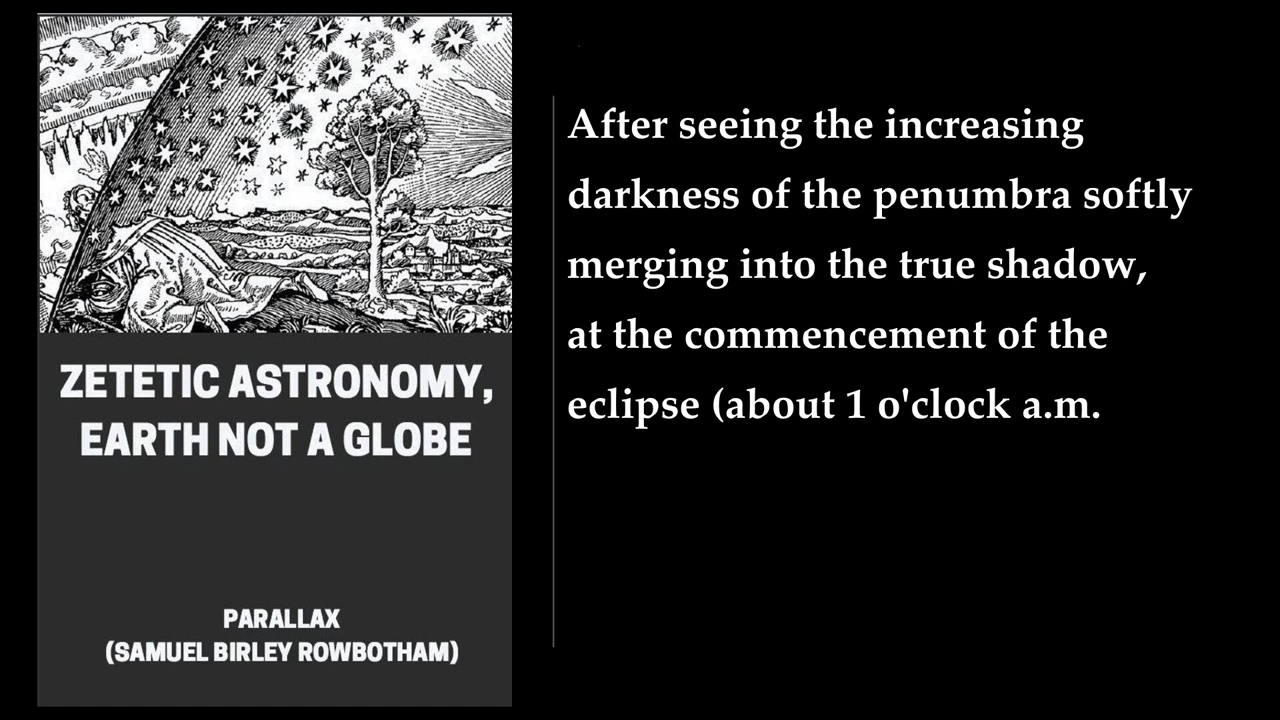 ZETETIC ASTRONOMY,
EARTH NOT A GLOBE
PARALLAX
(SAMUEL BIRLEY ROWBOTHAM)
After seeing the increasing
darkness of the penumbra softly
merging into the true shadow,
at the commencement of the
eclipse (about 1 o'clock a.m.